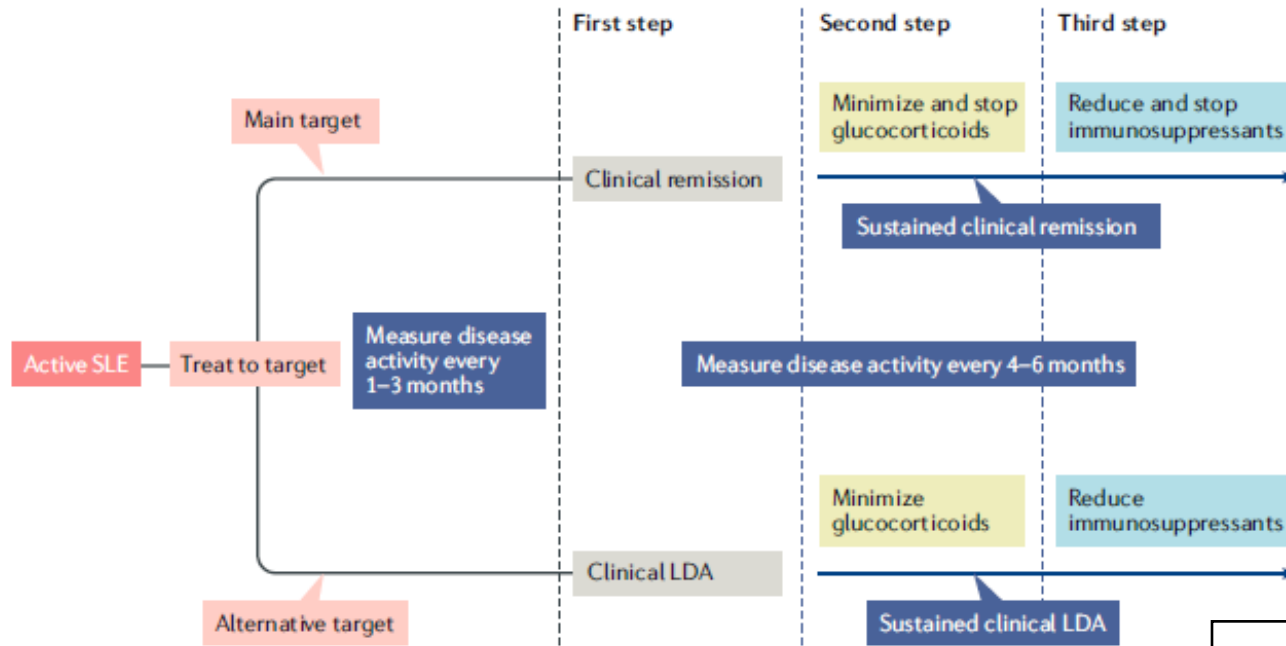 First step
Second step
Third step
Main target
Minimize and stop
glucocorticoids
Reduce and stop
immunosuppressants
Clinical remission
Sustained clinical remission
Active SLE
Treat to target
Measure disease
activity every
1–3 months
Measure disease activity every 4–6 months
Minimize
glucocorticoids
Reduce
immunosuppressants
Clinical LDA
Alternative target
Sustained clinical LDA